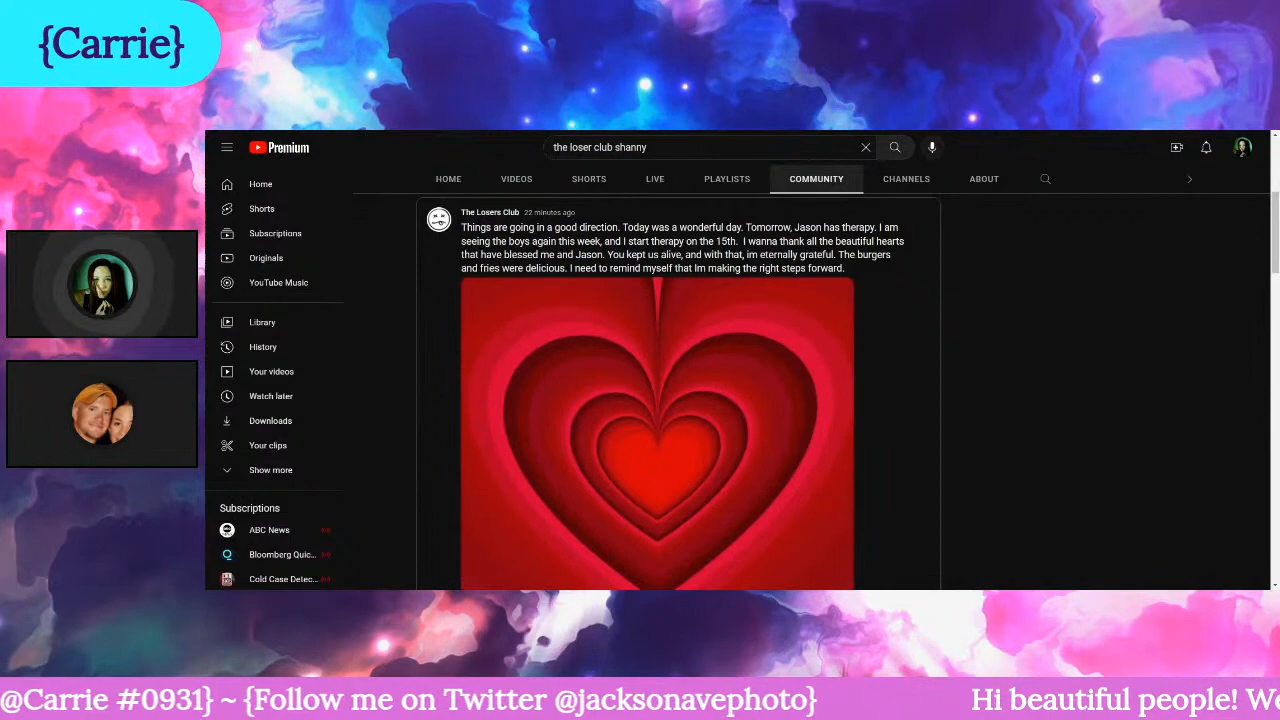 {Carrie}
Premium
the loser club shanny
HOME VIDEOS SHORTS LIVE PLAYLISTS COMMUNITY CHANNELS ABOUT
Home
Shorts
Subscriptions
Originals
YouTube Music
Library
History
Your videos
Watch later
Downloads
Your clips
Show more
Subscriptions
ABC News
Bloomberg Quic...
Cold Case Detec...
The Losers Club 22 minutes ago
Things are going in a good direction. Today was a wonderful day. Tomorrow, Jason has therapy. I am
seeing the boys again this week, and I start therapy on the 15th. I wanna thank all the beautiful hearts
that have blessed me and Jason. You kept us alive, and with that, im eternally grateful. The burgers
and fries were delicious. I need to remind myself that Im making the right steps forward.
@Carrie #0931} ~ {Follow me on Twitter @jacksonavephoto} Hi beautiful people! We